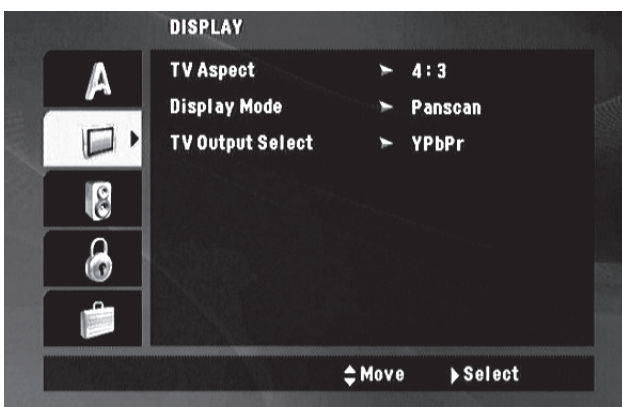 DISPLAY
A
TV Aspect ➤ 4:3
Display Mode ➤ Panscan
TV Output Select ➤ YPbPr
Move Select